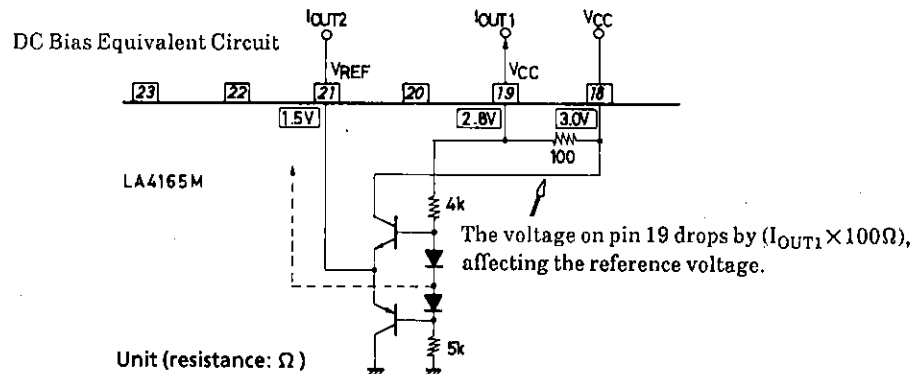 DC Bias Equivalent Circuit
IOUT2
IOUT1
VCC
VREF
VCC
23
22
21
20
19
18
1.5V
2.8V
3.0V
100
LA4165M
4k
The voltage on pin 19 drops by (IOUT1×100Ω),
affecting the reference voltage.
5k
Unit (resistance: Ω)